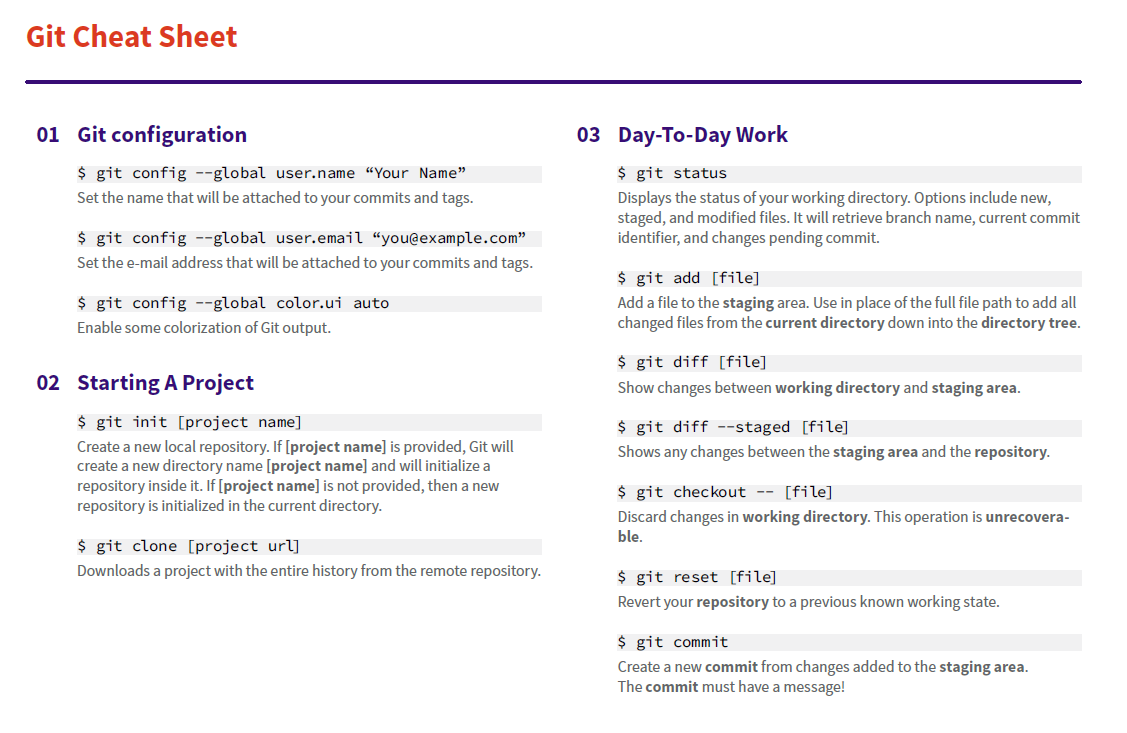 Git Cheat Sheet
01 Git configuration
$ git config --global user.name “Your Name”
Set the name that will be attached to your commits and tags.
$ git config --global user.email “you@example.com”
Set the e-mail address that will be attached to your commits and tags.
$ git config --global color.ui auto
Enable some colorization of Git output.
02 Starting A Project
$ git init [project name]
Create a new local repository. If [project name] is provided, Git will
create a new directory name [project name] and will initialize a
repository inside it. If [project name] is not provided, then a new
repository is initialized in the current directory.
$ git clone [project url]
Downloads a project with the entire history from the remote repository.
03 Day-To-Day Work
$ git status
Displays the status of your working directory. Options include new,
staged, and modified files. It will retrieve branch name, current commit
identifier, and changes pending commit.
$ git add [file]
Add a file to the staging area. Use in place of the full file path to add all
changed files from the current directory down into the directory tree.
$ git diff [file]
Show changes between working directory and staging area.
$ git diff --staged [file]
Shows any changes between the staging area and the repository.
$ git checkout -- [file]
Discard changes in working directory. This operation is unrecovera-
ble.
$ git reset [file]
Revert your repository to a previous known working state.
$ git commit
Create a new commit from changes added to the staging area.
The commit must have a message!